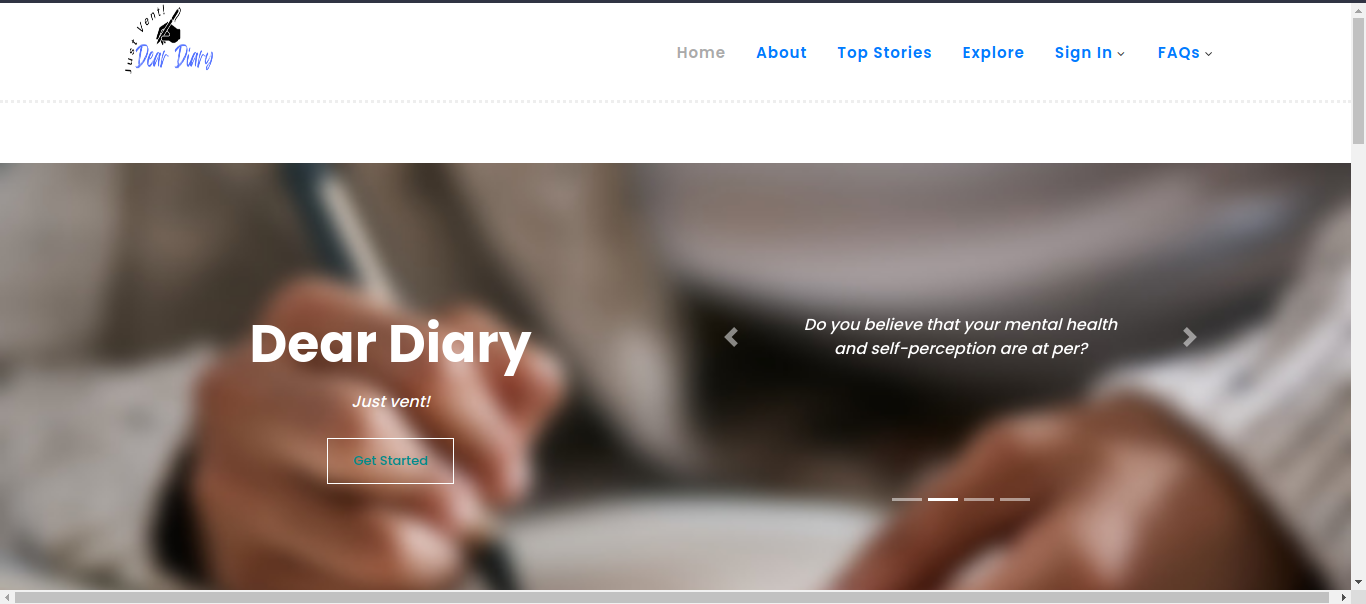 Just Vent!
Dear Diary
Home About Top Stories Explore Sign In FAQs
Dear Diary
Just vent!
Get Started
Do you believe that your mental health
and self-perception are at per?